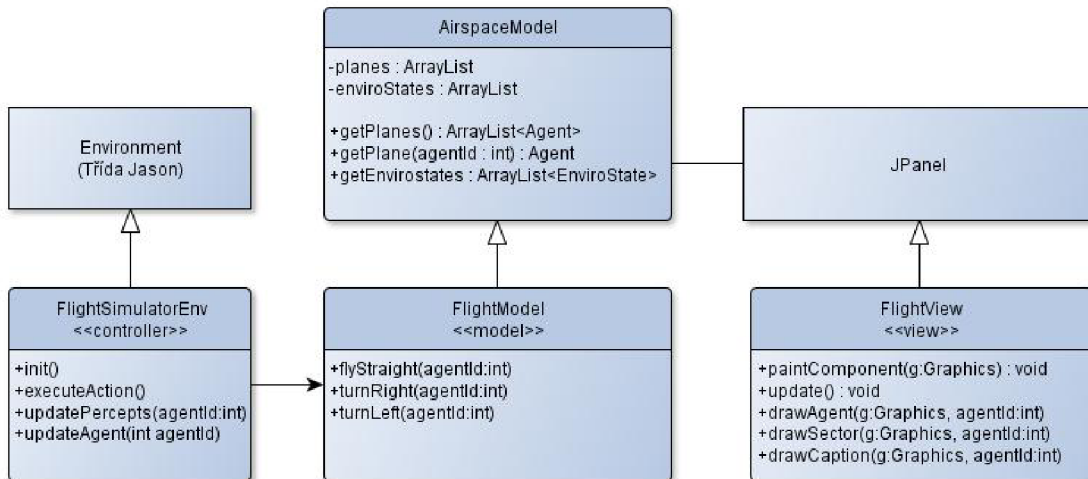 AirspaceModel
-planes : ArrayList
-enviroStates : ArrayList
+getPlanes() : ArrayList<Agent>
+getPlane(agentId : int) : Agent
+getEnvirostates : ArrayList<EnviroState>
Environment
(Třída Jason)
JPanel
FlightSimulatorEnv
<<controller>>
+init()
+executeAction()
+updatePercepts(agentId:int)
+updateAgent(int agentId)
FlightModel
<<model>>
+flyStraight(agentId:int)
+turnRight(agentId:int)
+turnLeft(agentId:int)
FlightView
<<view>>
+paintComponent(g:Graphics) : void
+update() : void
+drawAgent(g:Graphics, agentId:int)
+drawSector(g:Graphics, agentId:int)
+drawCaption(g:Graphics, agentId:int)